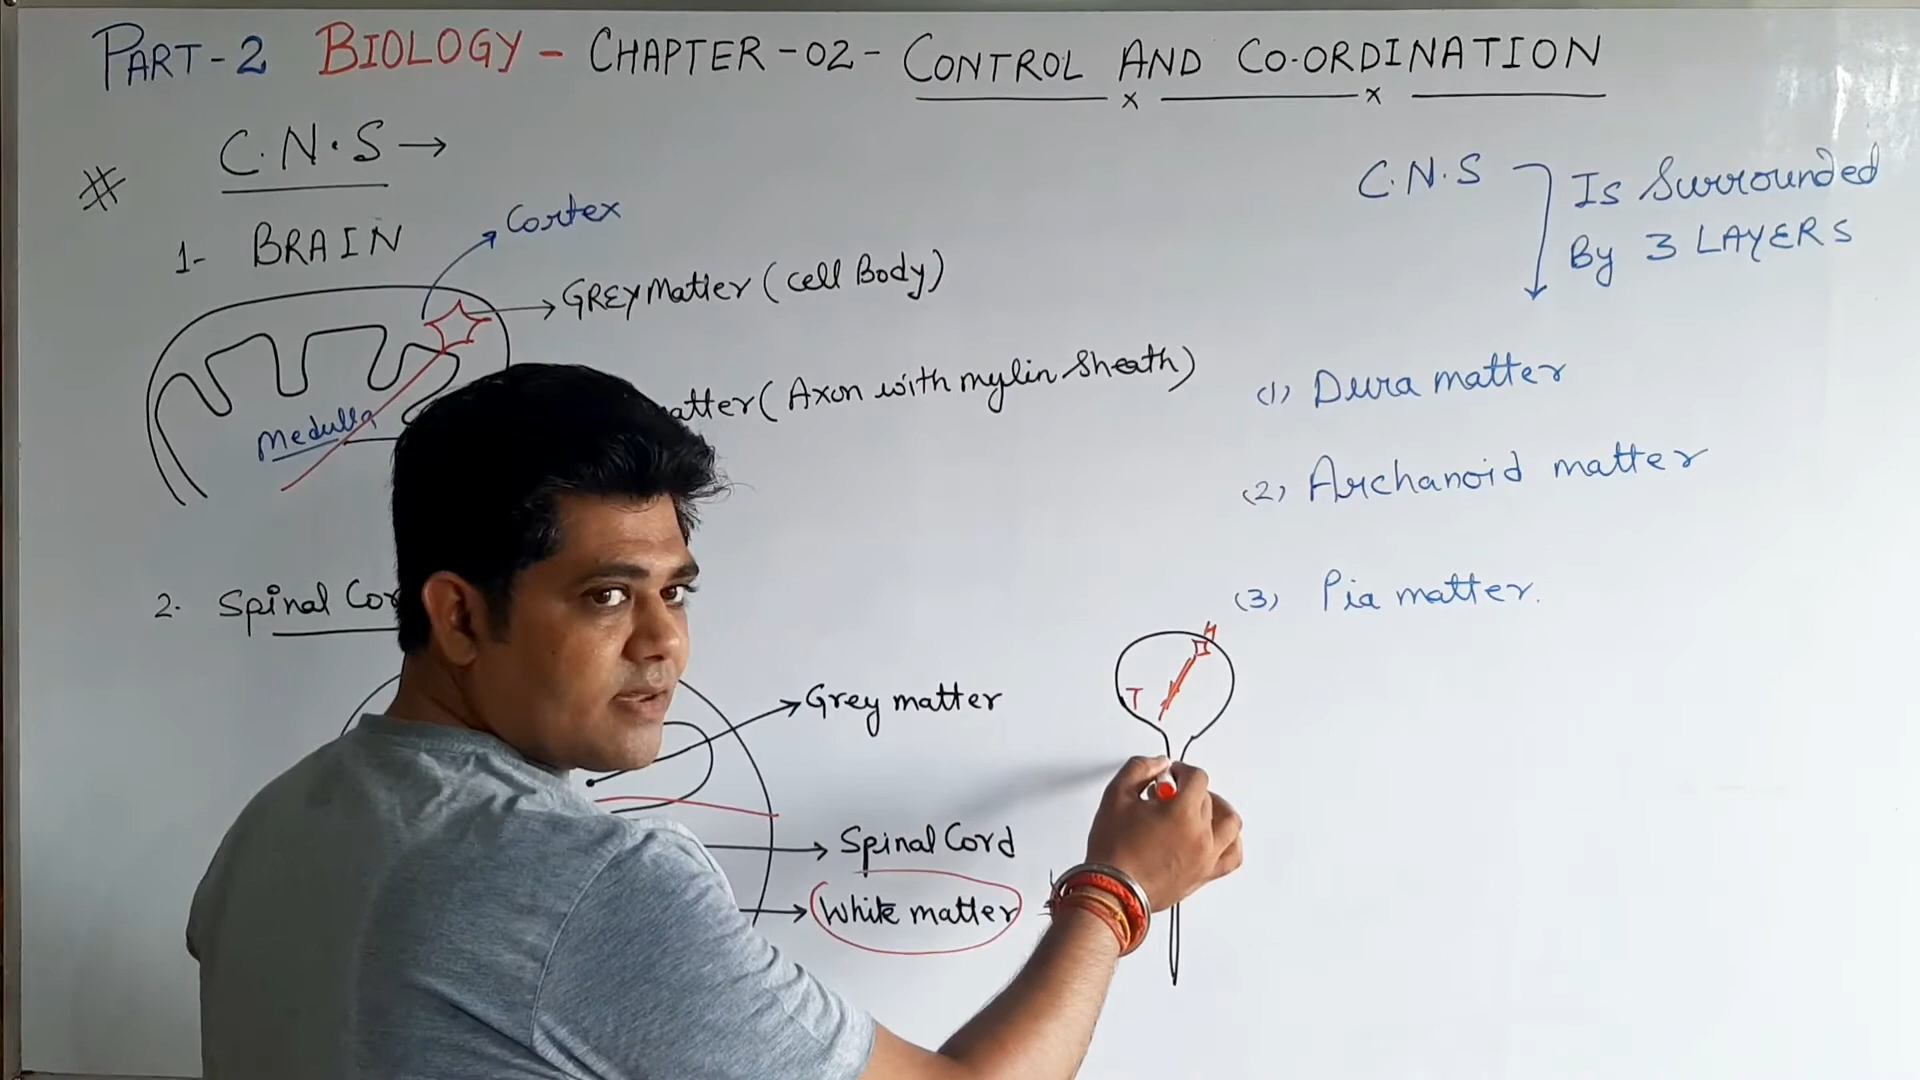 PART-2 BIOLOGY - CHAPTER-02- CONTROL AND CO-ORDINATION
# C.N.S →
1- BRAIN
Cortex
GREY Matter (cell Body)
atter (Axon with mylin Sheath)
Medulla
2. Spinal Cor
Grey matter
Spinal Cord
White matter
C.N.S Is Surrounded
By 3 LAYERS
(1) Dura matter
(2) Archanoid matter
(3) Pia matter.
H
T